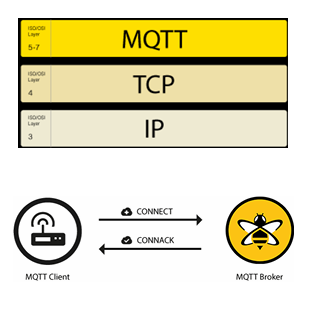 ISO/OSI
Layer
5-7
MQTT
ISO/OSI
Layer
4
TCP
ISO/OSI
Layer
3
IP
CONNECT
CONNACK
MQTT Client
MQTT Broker